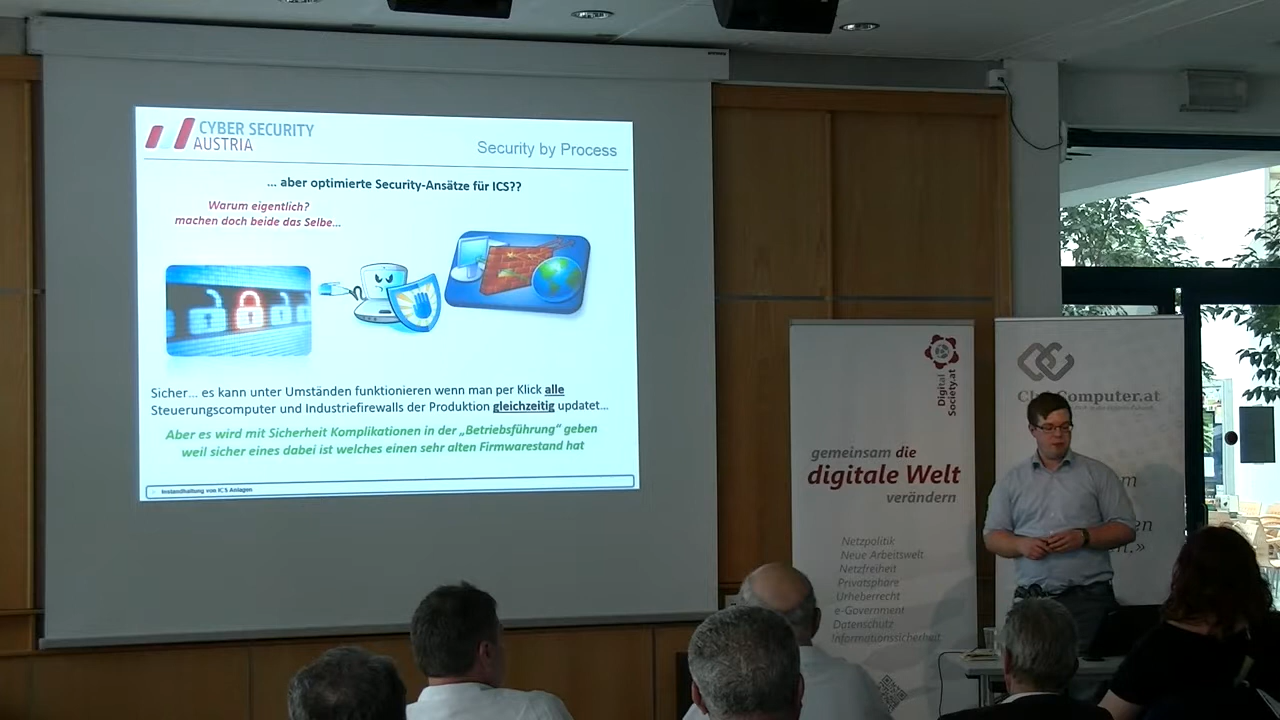 CYBER SECURITY
AUSTRIA
Security by Process
... aber optimierte Security-Ansätze für ICS??
Warum eigentlich?
machen doch beide das Selbe...
Sicher... es kann unter Umständen funktionieren wenn man per Klick alle
Steuerungscomputer und Industriefirewalls der Produktion gleichzeitig updatet...
Aber es wird mit Sicherheit Komplikationen in der „Betriebsführung“ geben
weil sicher eines dabei ist welches einen sehr alten Firmwarestand hat
Instandhaltung von ICS Anlagen
Digital
Society.at
gemeinsam die
digitale Welt
verändern
Netzpolitik
Neue Arbeitswelt
Netzfreiheit
Privatsphäre
Urheberrecht
e-Government
Datenschutz
Informationssicherheit
Computer.at